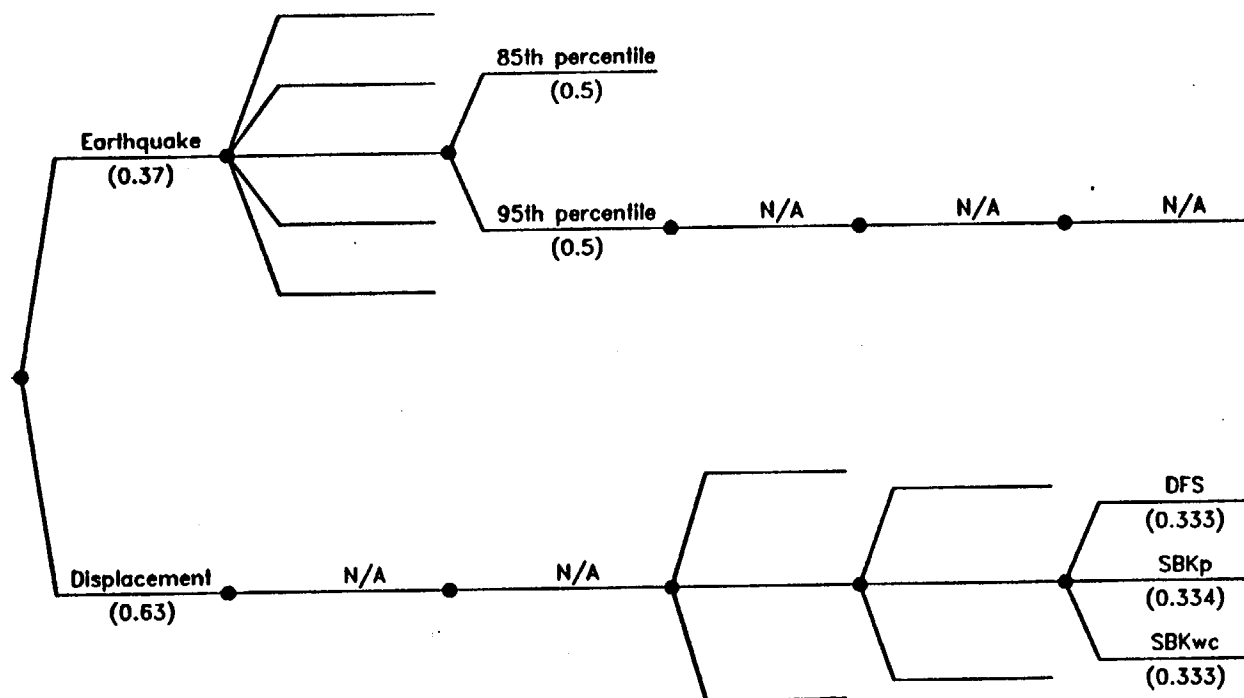 85th percentile
(0.5)
Earthquake
(0.37)
95th percentile
(0.5)
N/A
N/A
N/A
Displacement
(0.63)
N/A
N/A
DFS
(0.333)
SBKp
(0.334)
SBKwc
(0.333)